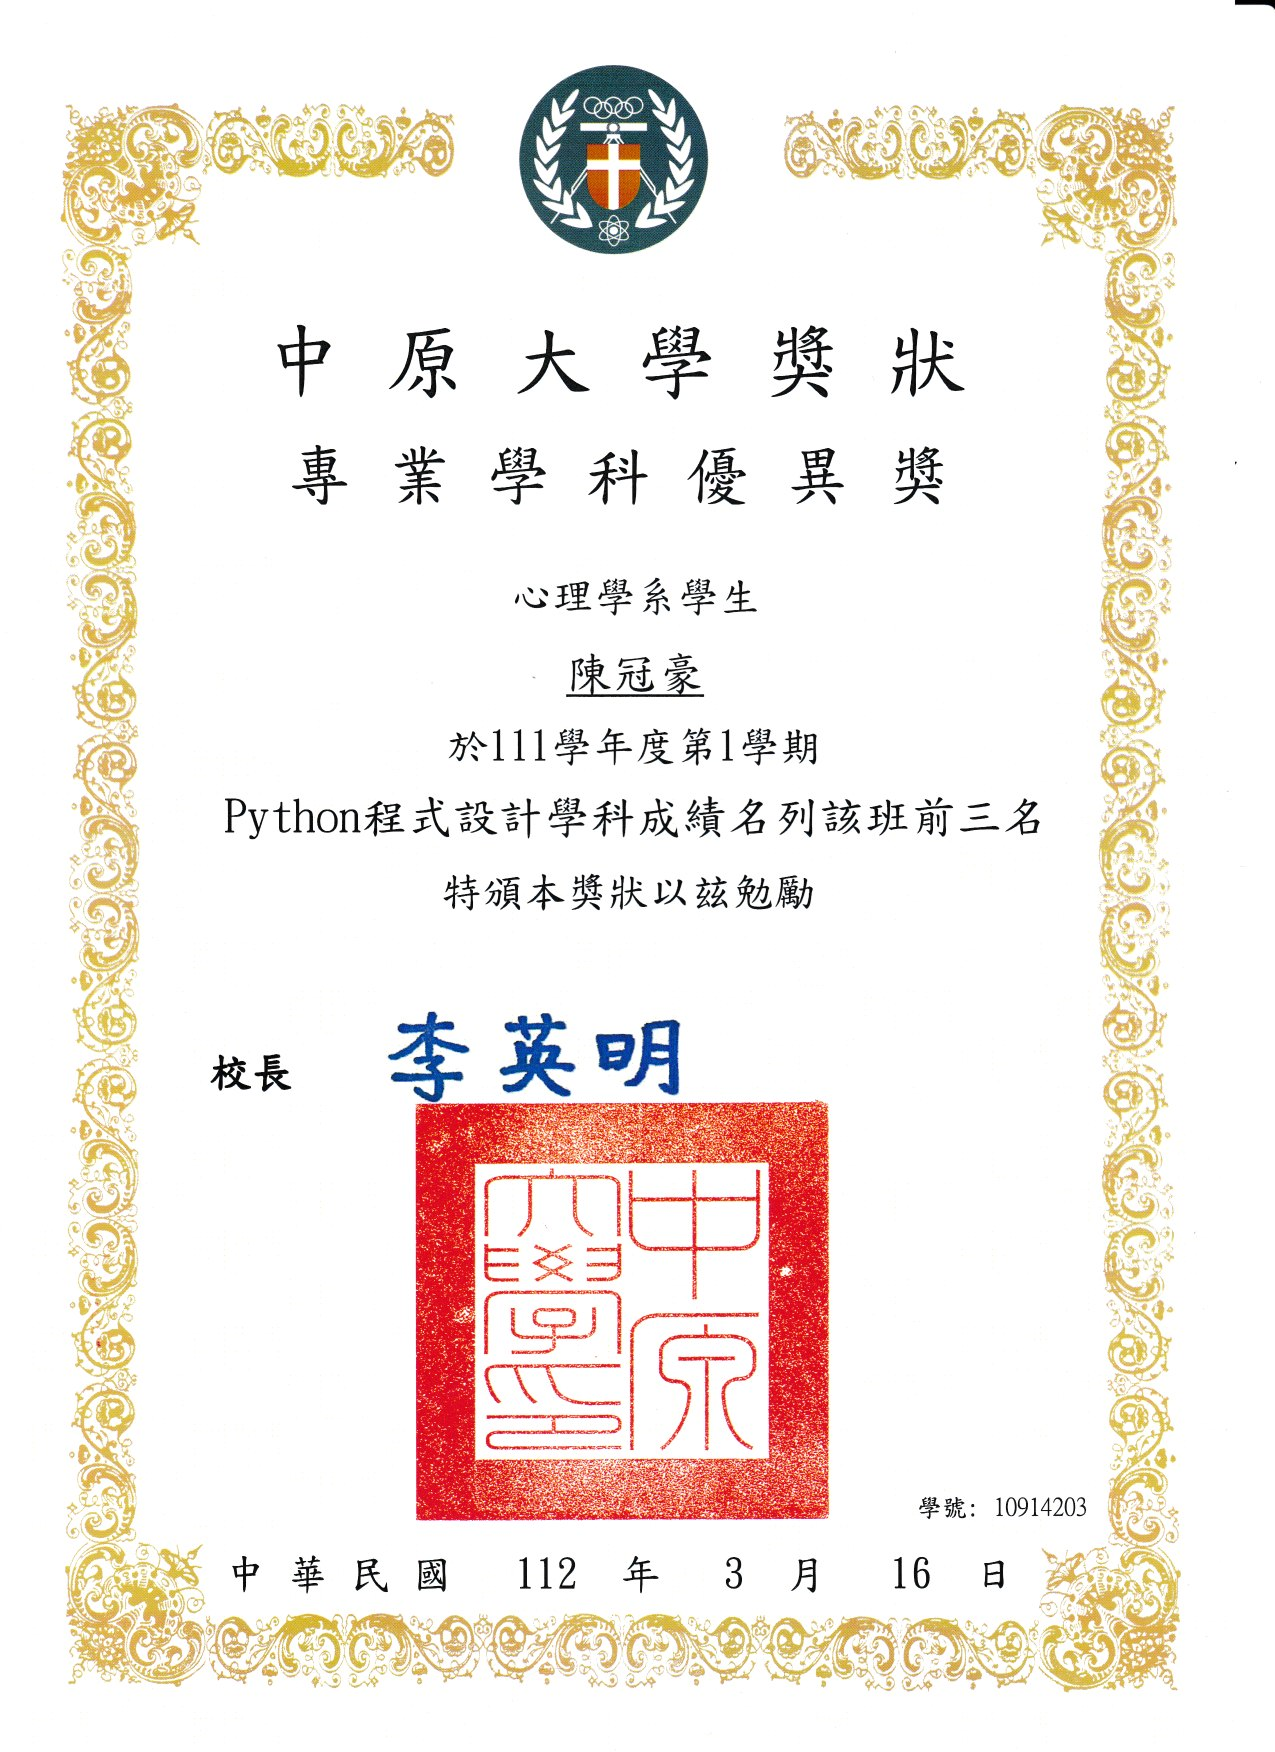 中原大學獎狀
專業學科優異獎
心理學系學生
陳冠豪
於111學年度第1學期
Python程式設計學科成績名列該班前三名
特頒本獎狀以茲勉勵
校長 李英明
中原大學印
學號：10914203
中華民國 112 年 3 月 16 日